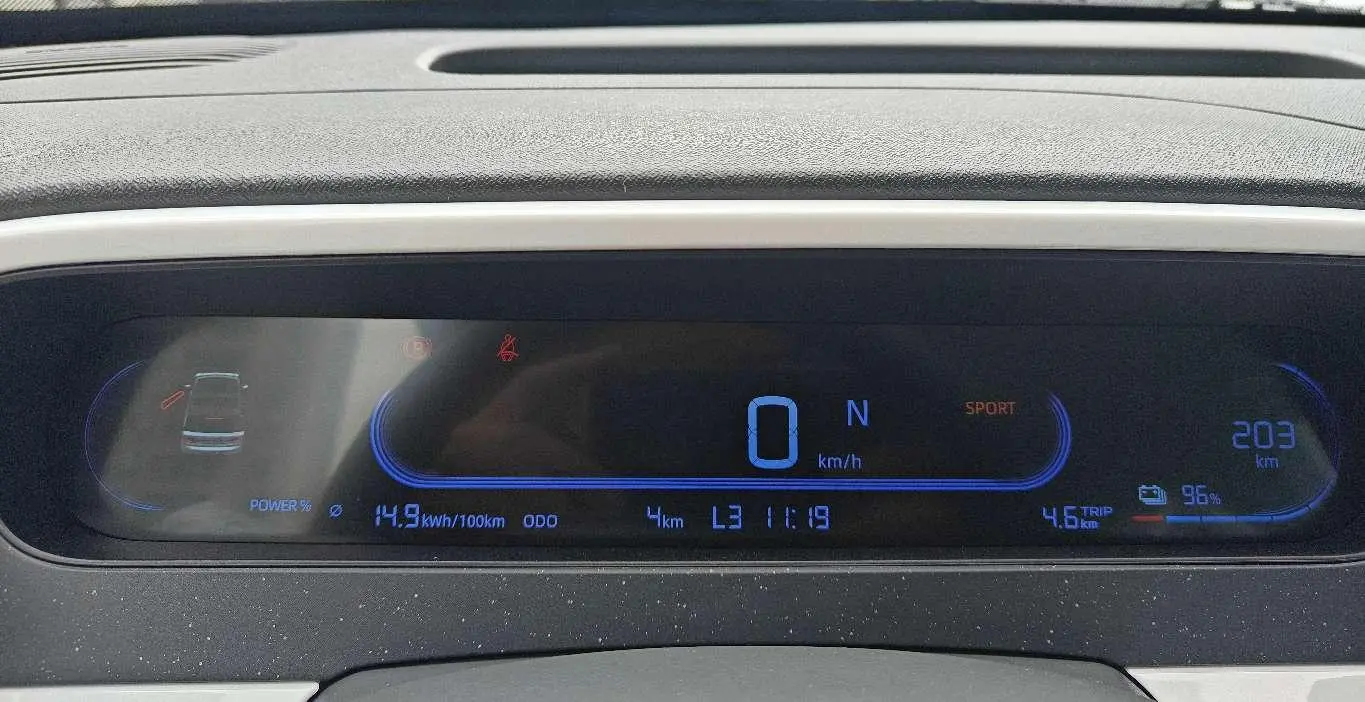 P
0
N
SPORT
km/h
203
km
POWER % Ø 14.9 kWh/100km ODO 4km L3 11:19 4.6 TRIP km
96%